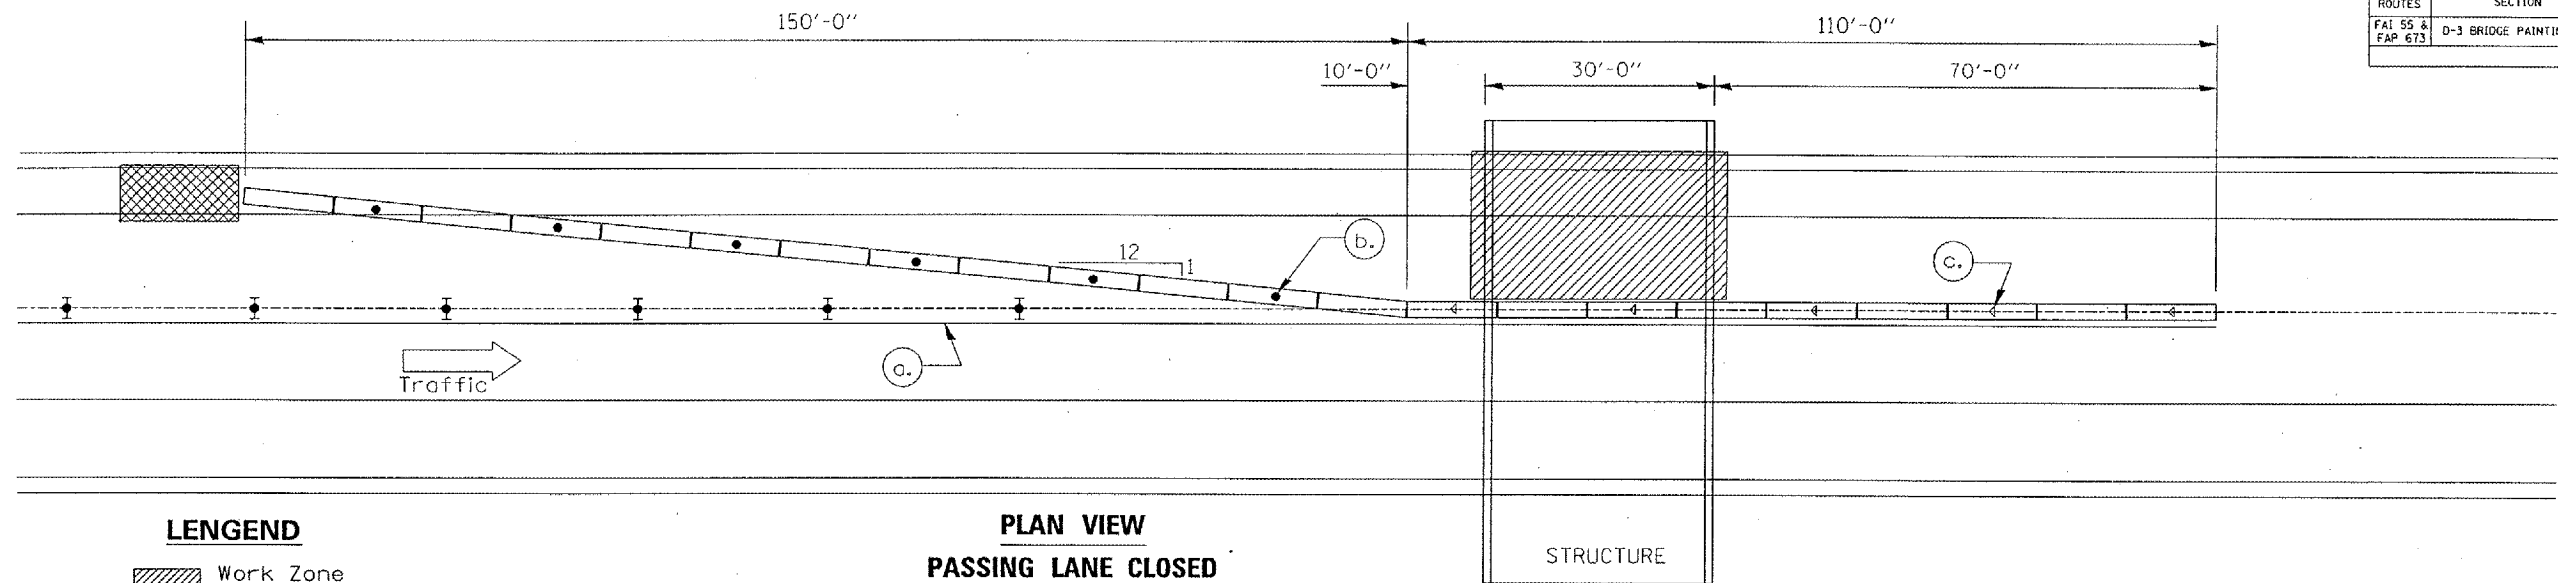 ROUTES SECTION
FAI 55 &
FAP 673 D-3 BRIDGE
150'-0"
110'-0"
10'-0" 30'-0" 70'-0"
b.
12
1
c.
a.
Traffic
LENGEND
Work Zone
PLAN VIEW
PASSING LANE CLOSED
STRUCTURE